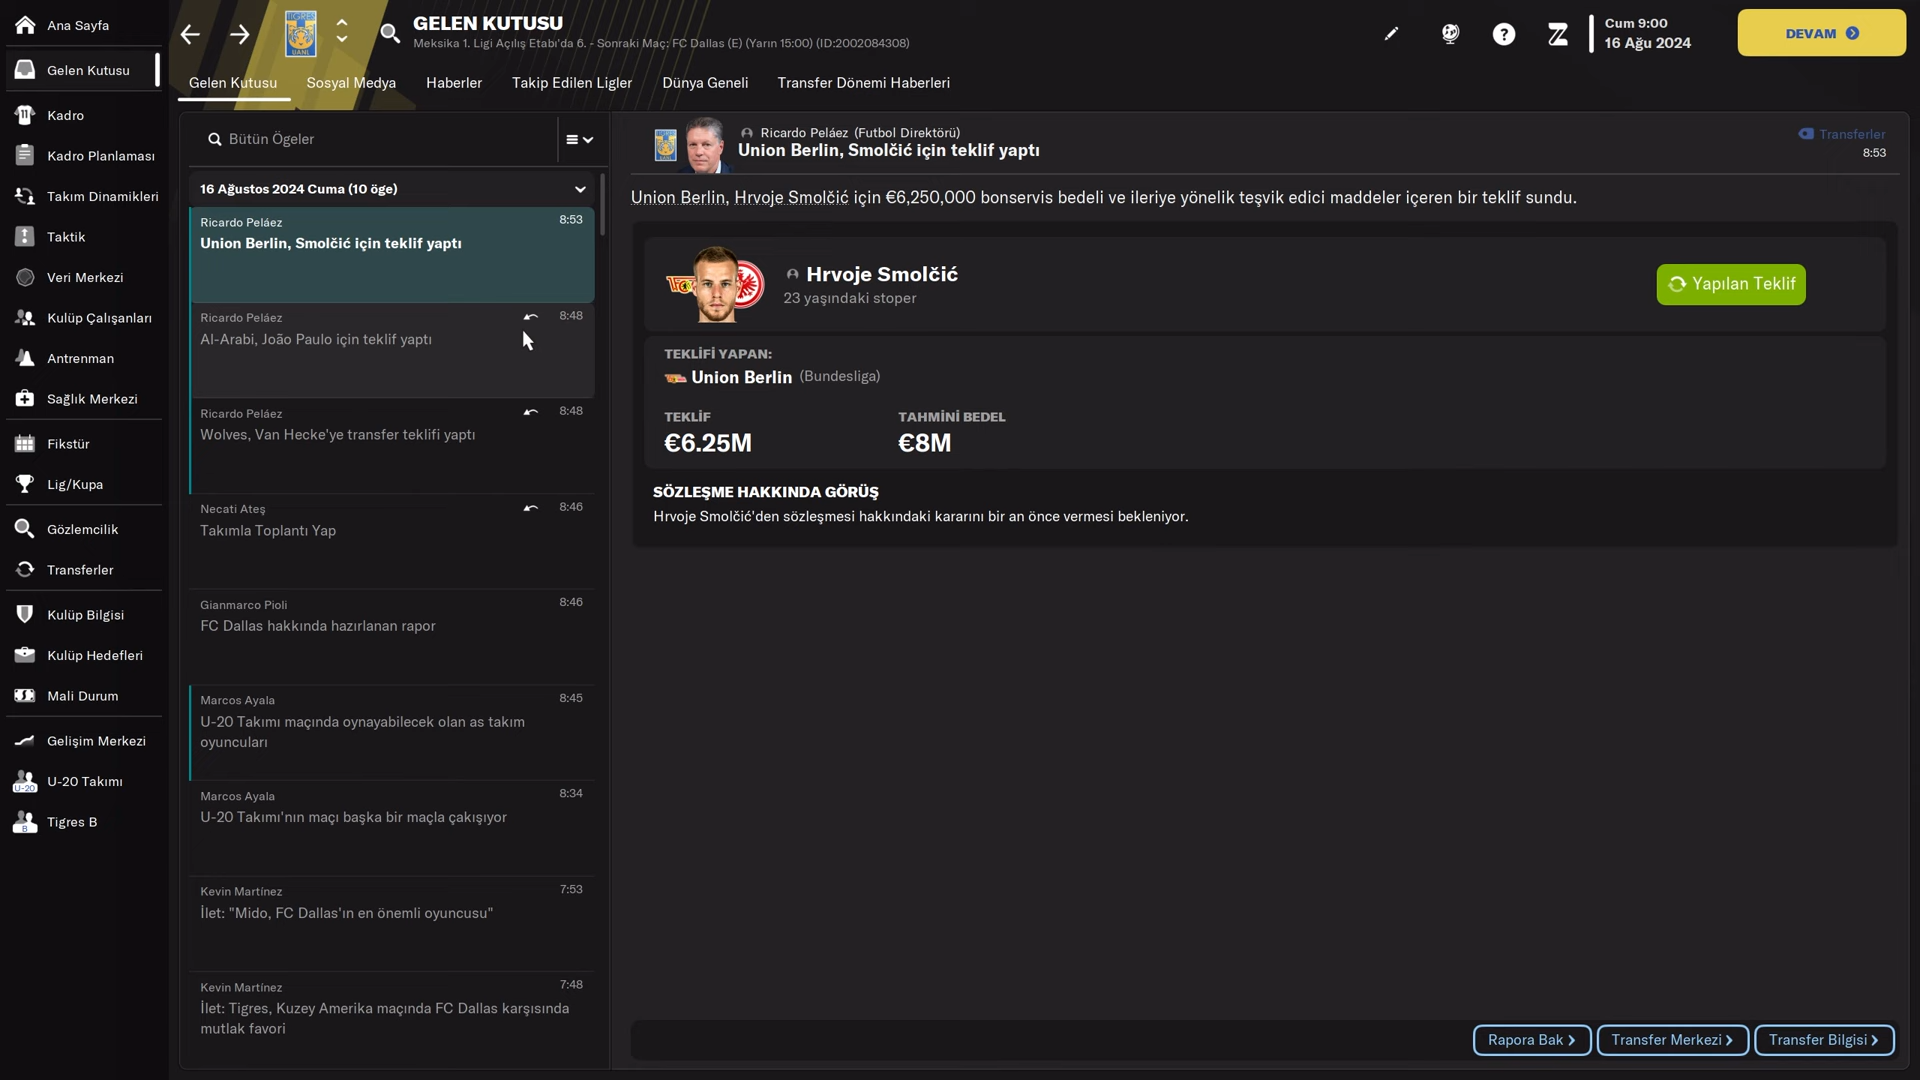 Ana Sayfa
Gelen Kutusu
Kadro
Kadro Planlaması
Takım Dinamikleri
Taktik
Veri Merkezi
Kulüp Çalışanları
Antrenman
Sağlık Merkezi
Fikstür
Lig/Kupa
Gözlemcilik
Transferler
Kulüp Bilgisi
Kulüp Hedefleri
Mali Durum
Gelişim Merkezi
U-20 Takımı
Tigres B
GELEN KUTUSU
Meksika 1. Ligi Açılış Etabı'da 6. - Sonraki Maç: FC Dallas (E) (Yarın 15:00) (ID:2002084308)
Cum 9:00
16 Ağu 2024
DEVAM
Gelen Kutusu Sosyal Medya Haberler Takip Edilen Ligler Dünya Geneli Transfer Dönemi Haberleri
Bütün Ögeler
16 Ağustos 2024 Cuma (10 öge)
Ricardo Peláez 8:53
Union Berlin, Smolčić için teklif yaptı
Ricardo Peláez 8:48
Al-Arabi, João Paulo için teklif yaptı
Ricardo Peláez 8:48
Wolves, Van Hecke'ye transfer teklifi yaptı
Necati Ateş 8:46
Takımla Toplantı Yap
Gianmarco Pioli 8:46
FC Dallas hakkında hazırlanan rapor
Marcos Ayala 8:45
U-20 Takımı maçında oynayabilecek olan as takım
oyuncuları
Marcos Ayala 8:34
U-20 Takımı'nın maçı başka bir maçla çakışıyor
Kevin Martínez 7:53
İlet: "Mido, FC Dallas'ın en önemli oyuncusu"
Kevin Martínez 7:48
İlet: Tigres, Kuzey Amerika maçında FC Dallas karşısında
mutlak favori
Ricardo Peláez (Futbol Direktörü)
Union Berlin, Smolčić için teklif yaptı
Transferler
8:53
Union Berlin, Hrvoje Smolčić için €6,250,000 bonservis bedeli ve ileriye yönelik teşvik edici maddeler içeren bir teklif sundu.
Hrvoje Smolčić
23 yaşındaki stoper
Yapılan Teklif
TEKLİFİ YAPAN:
Union Berlin (Bundesliga)
TEKLİF TAHMİNİ BEDEL
€6.25M €8M
SÖZLEŞME HAKKINDA GÖRÜŞ
Hrvoje Smolčić'den sözleşmesi hakkındaki kararını bir an önce vermesi bekleniyor.
Rapora Bak Transfer Merkezi Transfer Bilgisi